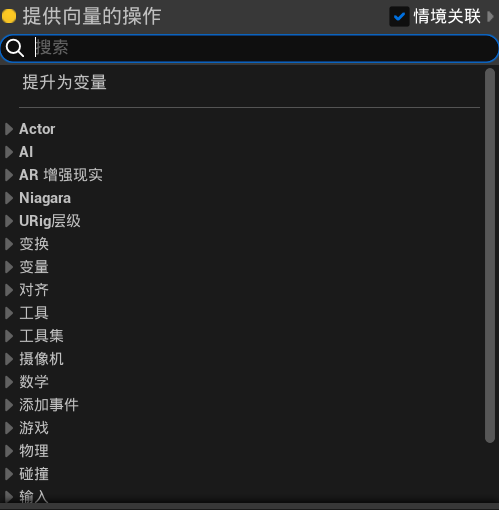 提供向量的操作 情境关联
搜索
提升为变量
Actor
AI
AR 增强现实
Niagara
URig层级
变换
变量
对齐
工具
工具集
摄像机
数学
添加事件
游戏
物理
碰撞
输入